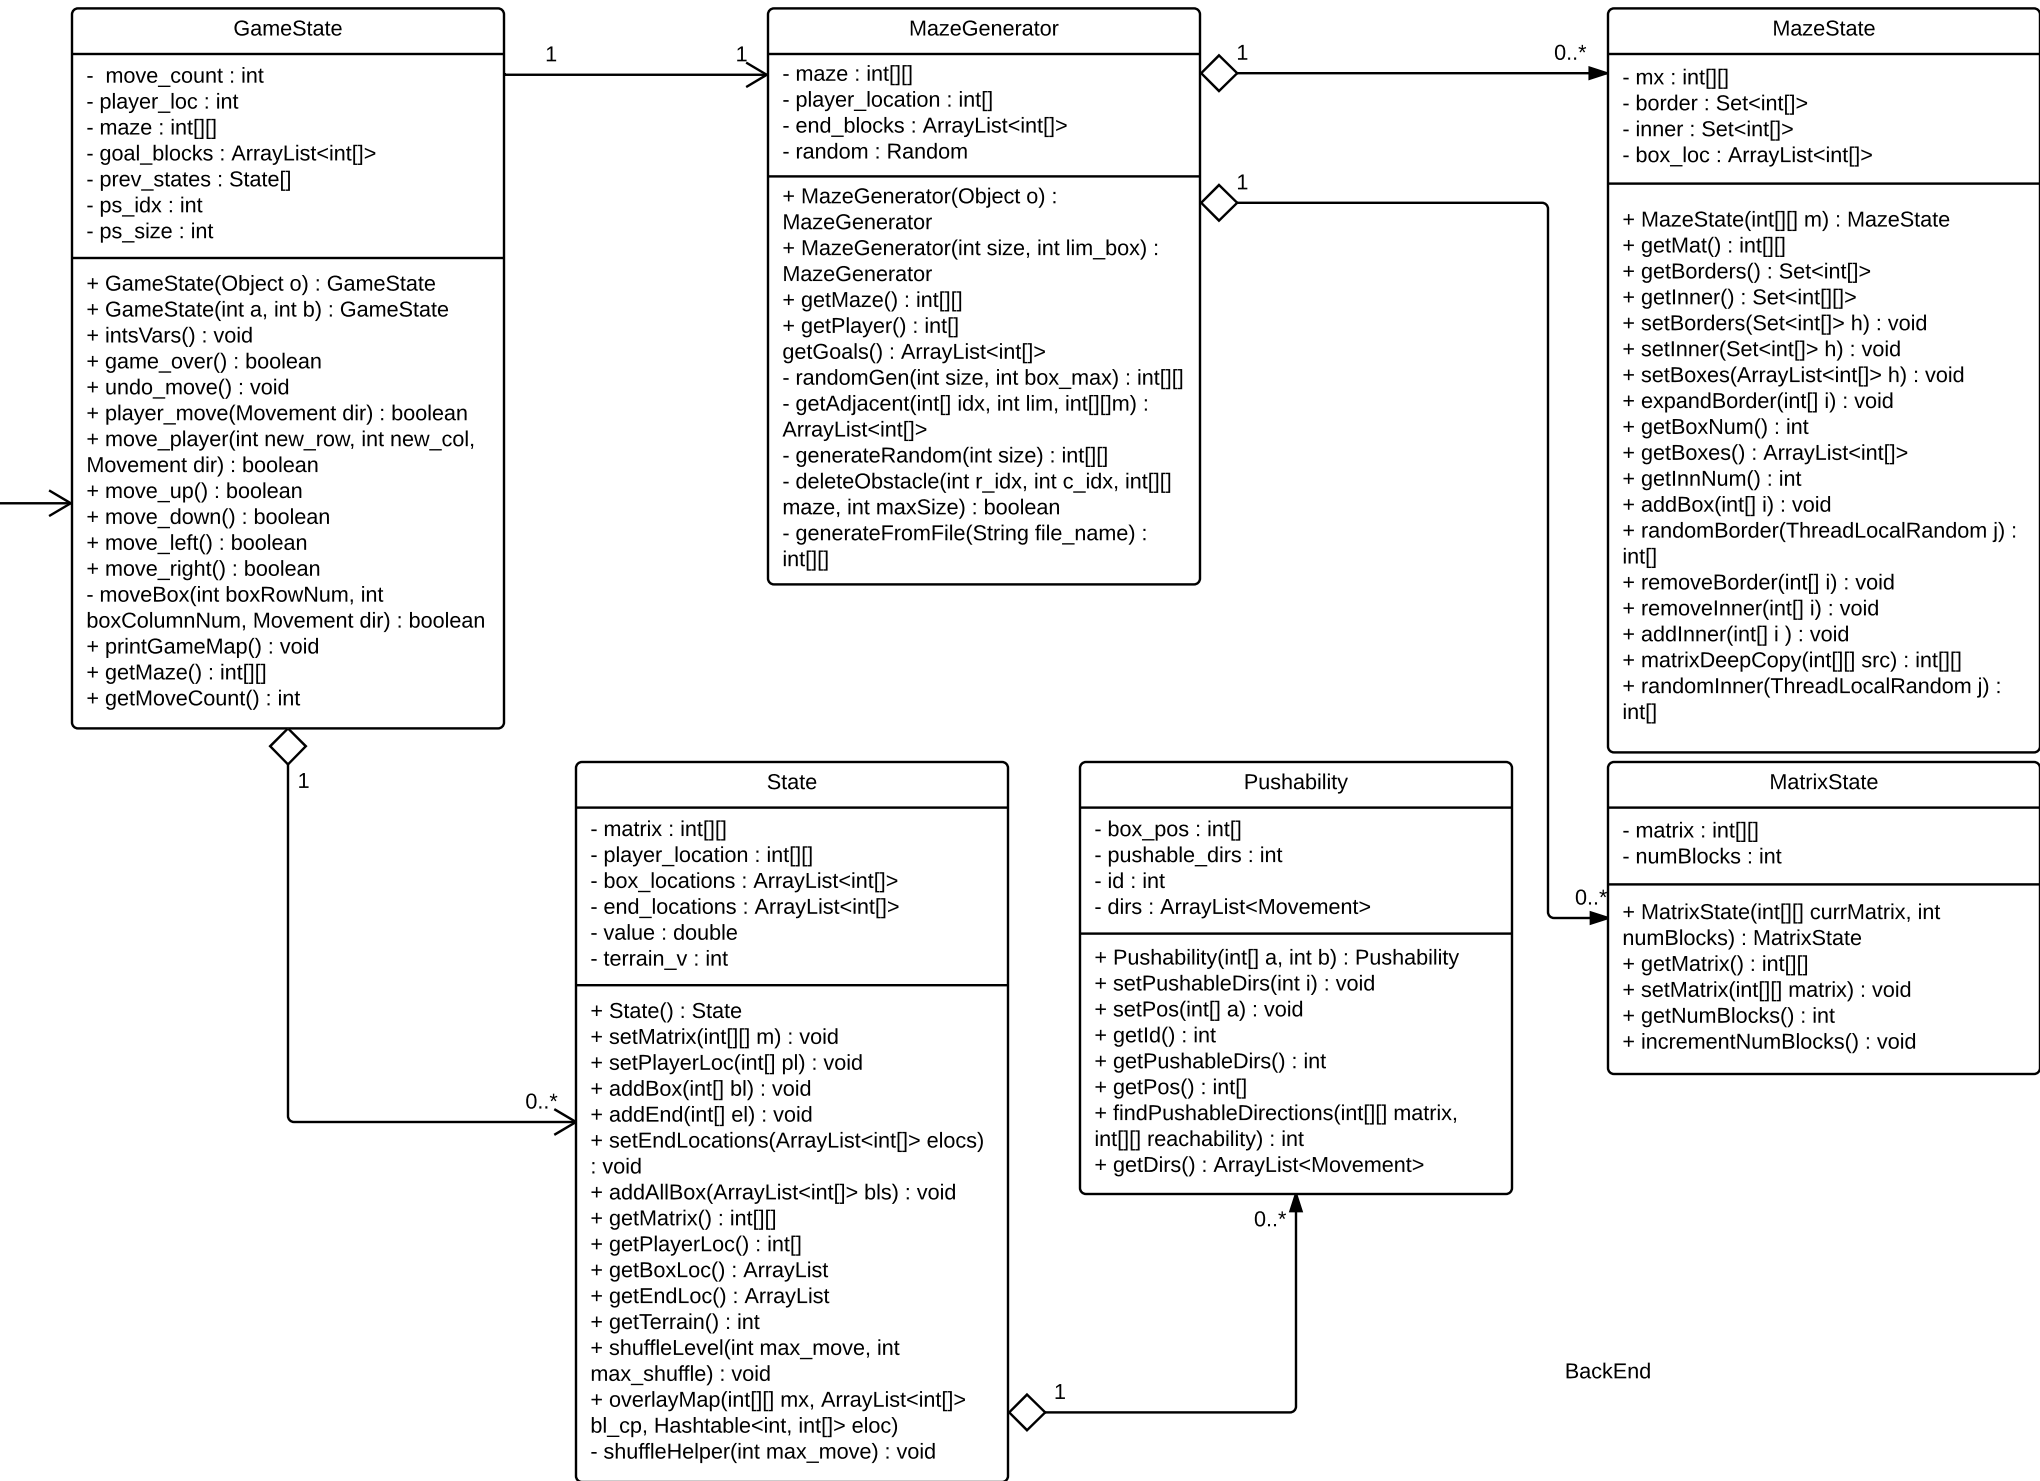 GameState
-  move_count : int
- player_loc : int
- maze : int[][]
- goal_blocks : ArrayList<int[]>
- prev_states : State[]
- ps_idx : int
- ps_size : int
+ GameState(Object o) : GameState
+ GameState(int a, int b) : GameState
+ intsVars() : void
+ game_over() : boolean
+ undo_move() : void
+ player_move(Movement dir) : boolean
+ move_player(int new_row, int new_col,
Movement dir) : boolean
+ move_up() : boolean
+ move_down() : boolean
+ move_left() : boolean
+ move_right() : boolean
- moveBox(int boxRowNum, int
boxColumnNum, Movement dir) : boolean
+ printGameMap() : void
+ getMaze() : int[][]
+ getMoveCount() : int
1
1
1
0..*
MazeGenerator
- maze : int[][]
- player_location : int[]
- end_blocks : ArrayList<int[]>
- random : Random
+ MazeGenerator(Object o) :
MazeGenerator
+ MazeGenerator(int size, int lim_box) :
MazeGenerator
+ getMaze() : int[][]
+ getPlayer() : int[]
getGoals() : ArrayList<int[]>
- randomGen(int size, int box_max) : int[][]
- getAdjacent(int[] idx, int lim, int[][]m) :
ArrayList<int[]>
- generateRandom(int size) : int[][]
- deleteObstacle(int r_idx, int c_idx, int[][]
maze, int maxSize) : boolean
- generateFromFile(String file_name) :
int[][]
1
0..*
1
0..*
MazeState
- mx : int[][]
- border : Set<int[]>
- inner : Set<int[]>
- box_loc : ArrayList<int[]>
+ MazeState(int[][] m) : MazeState
+ getMat() : int[][]
+ getBorders() : Set<int[]>
+ getInner() : Set<int[][]>
+ setBorders(Set<int[]> h) : void
+ setInner(Set<int[]> h) : void
+ setBoxes(ArrayList<int[]> h) : void
+ expandBorder(int[] i) : void
+ getBoxNum() : int
+ getBoxes() : ArrayList<int[]>
+ getInnNum() : int
+ addBox(int[] i) : void
+ randomBorder(ThreadLocalRandom j) :
int[]
+ removeBorder(int[] i) : void
+ removeInner(int[] i) : void
+ addInner(int[] i ) : void
+ matrixDeepCopy(int[][] src) : int[][]
+ randomInner(ThreadLocalRandom j) :
int[]
State
- matrix : int[][]
- player_location : int[][]
- box_locations : ArrayList<int[]>
- end_locations : ArrayList<int[]>
- value : double
- terrain_v : int
+ State() : State
+ setMatrix(int[][] m) : void
+ setPlayerLoc(int[] pl) : void
+ addBox(int[] bl) : void
+ addEnd(int[] el) : void
+ setEndLocations(ArrayList<int[]> elocs)
: void
+ addAllBox(ArrayList<int[]> bls) : void
+ getMatrix() : int[][]
+ getPlayerLoc() : int[]
+ getBoxLoc() : ArrayList
+ getEndLoc() : ArrayList
+ getTerrain() : int
+ shuffleLevel(int max_move, int
max_shuffle) : void
+ overlayMap(int[][] mx, ArrayList<int[]>
bl_cp, Hashtable<int, int[]> eloc)
- shuffleHelper(int max_move) : void
1
0..*
Pushability
- box_pos : int[]
- pushable_dirs : int
- id : int
- dirs : ArrayList<Movement>
+ Pushability(int[] a, int b) : Pushability
+ setPushableDirs(int i) : void
+ setPos(int[] a) : void
+ getId() : int
+ getPushableDirs() : int
+ getPos() : int[]
+ findPushableDirections(int[][] matrix,
int[][] reachability) : int
+ getDirs() : ArrayList<Movement>
MatrixState
- matrix : int[][]
- numBlocks : int
+ MatrixState(int[][] currMatrix, int
numBlocks) : MatrixState
+ getMatrix() : int[][]
+ setMatrix(int[][] matrix) : void
+ getNumBlocks() : int
+ incrementNumBlocks() : void
BackEnd